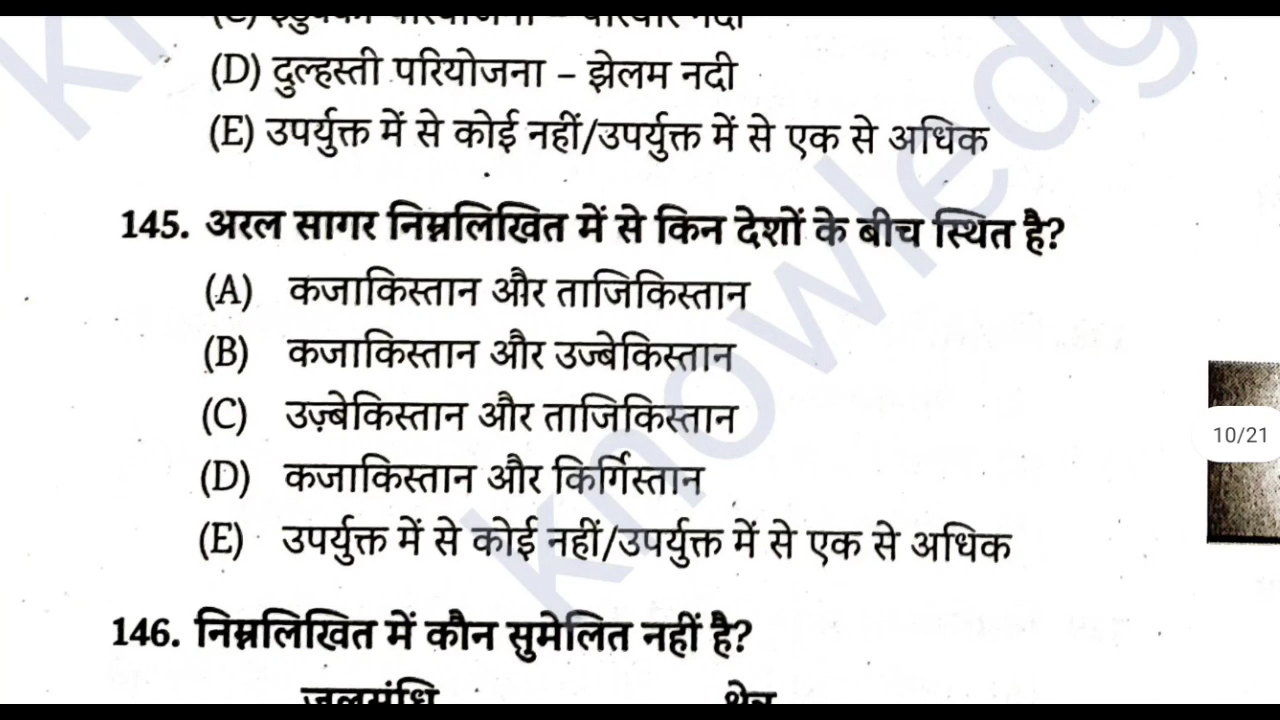 (D) दुल्हस्ती परियोजना – झेलम नदी
(E) उपर्युक्त में से कोई नहीं/उपर्युक्त में से एक से अधिक
145. अरल सागर निम्नलिखित में से किन देशों के बीच स्थित है?
(A) कजाकिस्तान और ताजिकिस्तान
(B) कजाकिस्तान और उज्बेकिस्तान
(C) उज़्बेकिस्तान और ताजिकिस्तान
(D) कजाकिस्तान और किर्गिस्तान
(E) उपर्युक्त में से कोई नहीं/उपर्युक्त में से एक से अधिक
10/21
146. निम्नलिखित में कौन सुमेलित नहीं है?
knowledg